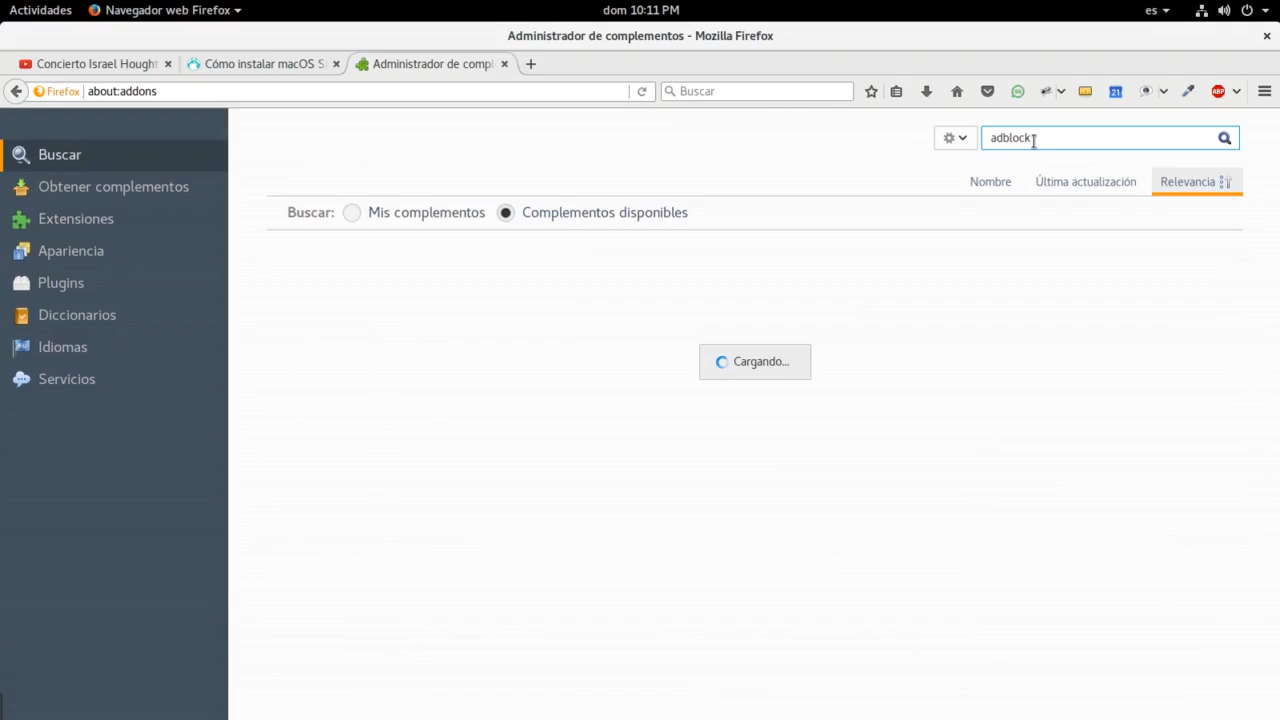 Actividades Navegador web Firefox dom 10:11 PM es
Administrador de complementos - Mozilla Firefox
Concierto Israel Hought Cómo instalar macOS S Administrador de compl
Firefox about:addons Buscar 21 ABP
adblock
Buscar
Nombre Última actualización Relevancia
Obtener complementos
Buscar: Mis complementos Complementos disponibles
Extensiones
Apariencia
Plugins
Diccionarios
Idiomas
Cargando...
Servicios